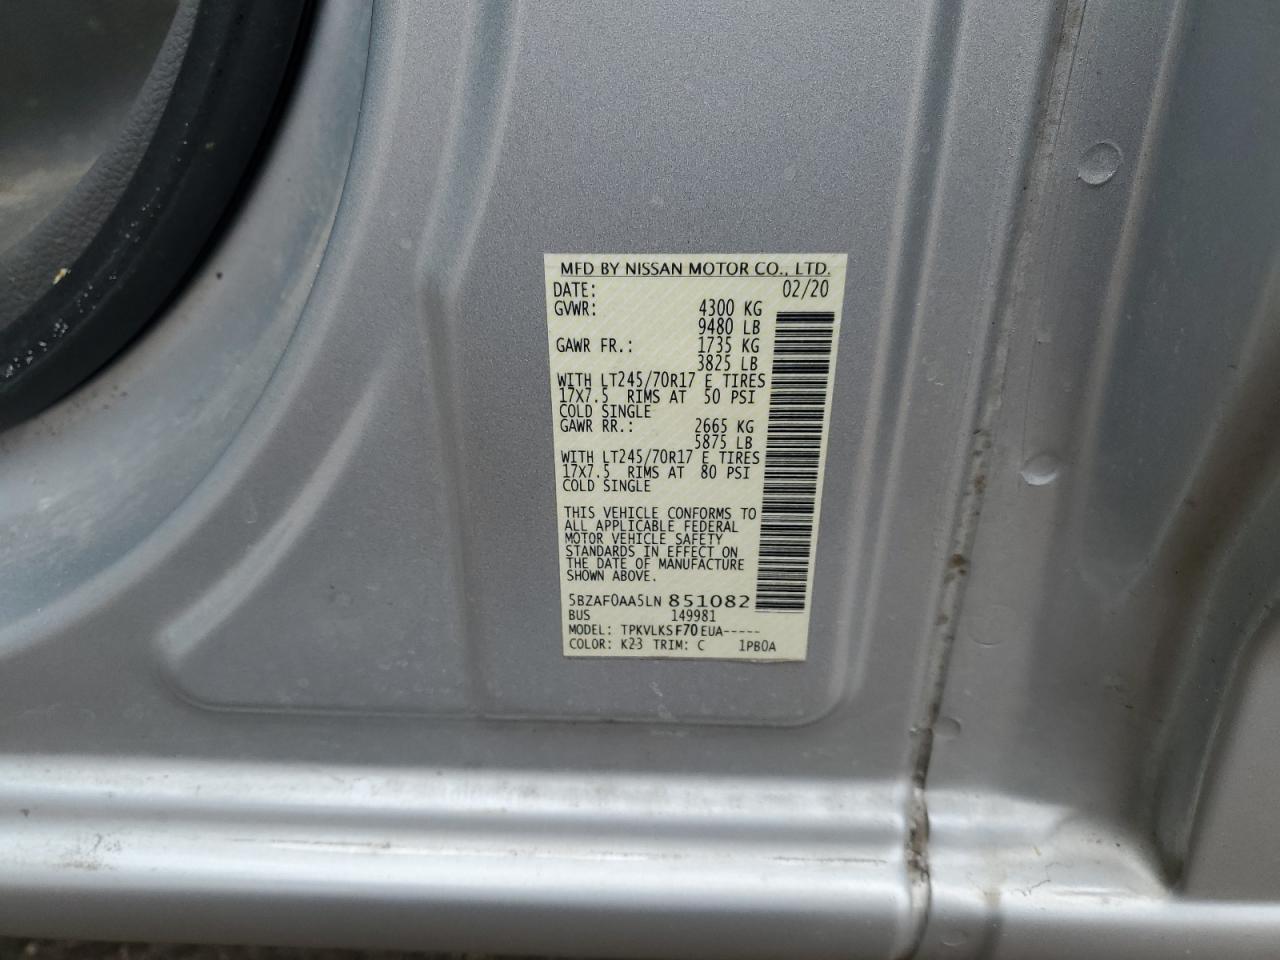 MFD BY NISSAN MOTOR CO., LTD.
DATE: 02/20
GVWR: 4300 KG
9480 LB
GAWR FR.: 1735 KG
3825 LB
WITH LT245/70R17 E TIRES
17X7.5 RIMS AT 50 PSI
COLD SINGLE
GAWR RR.: 2665 KG
5875 LB
WITH LT245/70R17 E TIRES
17X7.5 RIMS AT 80 PSI
COLD SINGLE
THIS VEHICLE CONFORMS TO
ALL APPLICABLE FEDERAL
MOTOR VEHICLE SAFETY
STANDARDS IN EFFECT ON
THE DATE OF MANUFACTURE
SHOWN ABOVE.
5BZAF0AA5LN 851082
BUS 149981
MODEL: TPKVLKSF70EUA-----
COLOR: K23 TRIM: C 1PB0A